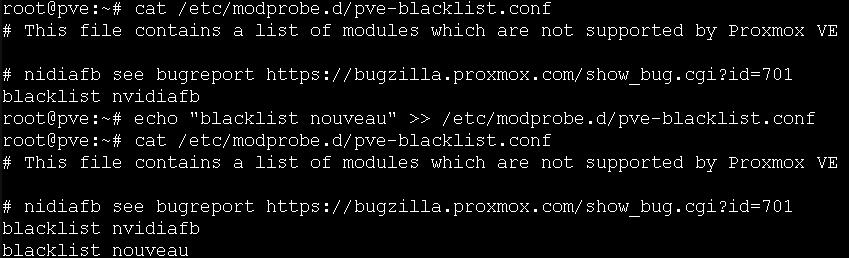 root@pve:~# cat /etc/modprobe.d/pve-blacklist.conf
# This file contains a list of modules which are not supported by Proxmox VE

# nidiafb see bugreport https://bugzilla.proxmox.com/show_bug.cgi?id=701
blacklist nvidiafb
root@pve:~# echo "blacklist nouveau" >> /etc/modprobe.d/pve-blacklist.conf
root@pve:~# cat /etc/modprobe.d/pve-blacklist.conf
# This file contains a list of modules which are not supported by Proxmox VE

# nidiafb see bugreport https://bugzilla.proxmox.com/show_bug.cgi?id=701
blacklist nvidiafb
blacklist nouveau